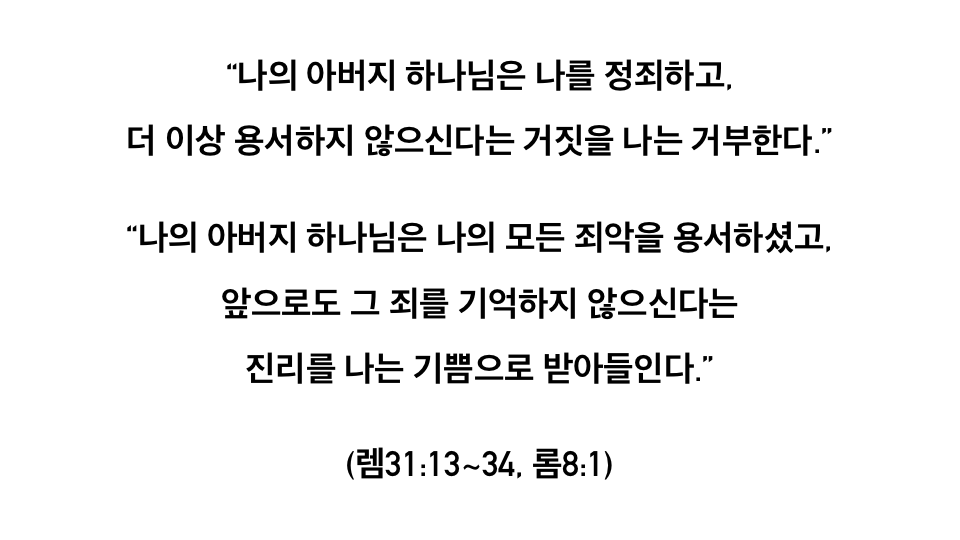 “나의 아버지 하나님은 나를 정죄하고,
더 이상 용서하지 않으신다는 거짓을 나는 거부한다.”
“나의 아버지 하나님은 나의 모든 죄악을 용서하셨고,
앞으로도 그 죄를 기억하지 않으신다는
진리를 나는 기쁨으로 받아들인다.”
(렘31:13~34, 롬8:1)